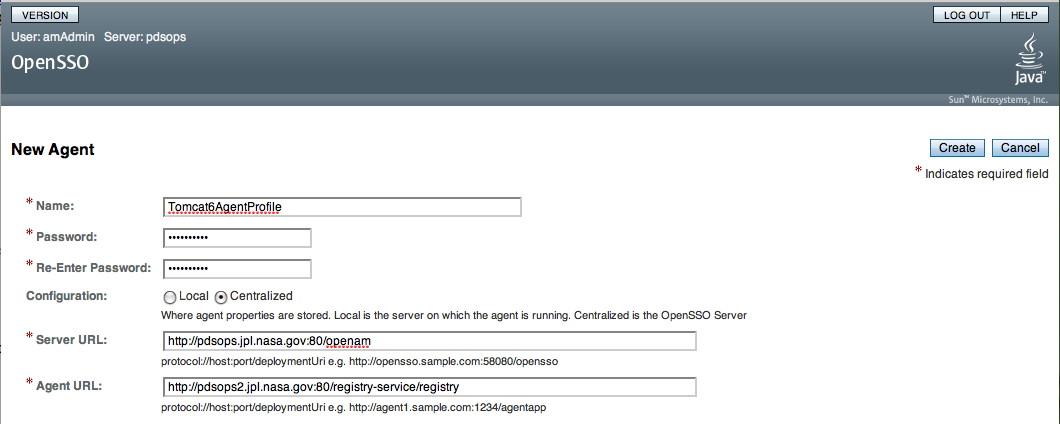 VERSION
LOG OUT HELP
User: amAdmin Server: pdsops
OpenSSO
Java™
Sun™ Microsystems, Inc.
New Agent
Create Cancel
* Indicates required field
* Name: Tomcat6AgentProfile
* Password: ••••••••••
* Re-Enter Password: ••••••••••
Configuration: Local Centralized
Where agent properties are stored. Local is the server on which the agent is running. Centralized is the OpenSSO Server
* Server URL: http://pdsops.jpl.nasa.gov:80/openam
protocol://host:port/deploymentUri e.g. http://opensso.sample.com:58080/opensso
* Agent URL: http://pdsops2.jpl.nasa.gov:80/registry-service/registry
protocol://host:port/deploymentUri e.g. http://agent1.sample.com:1234/agentapp